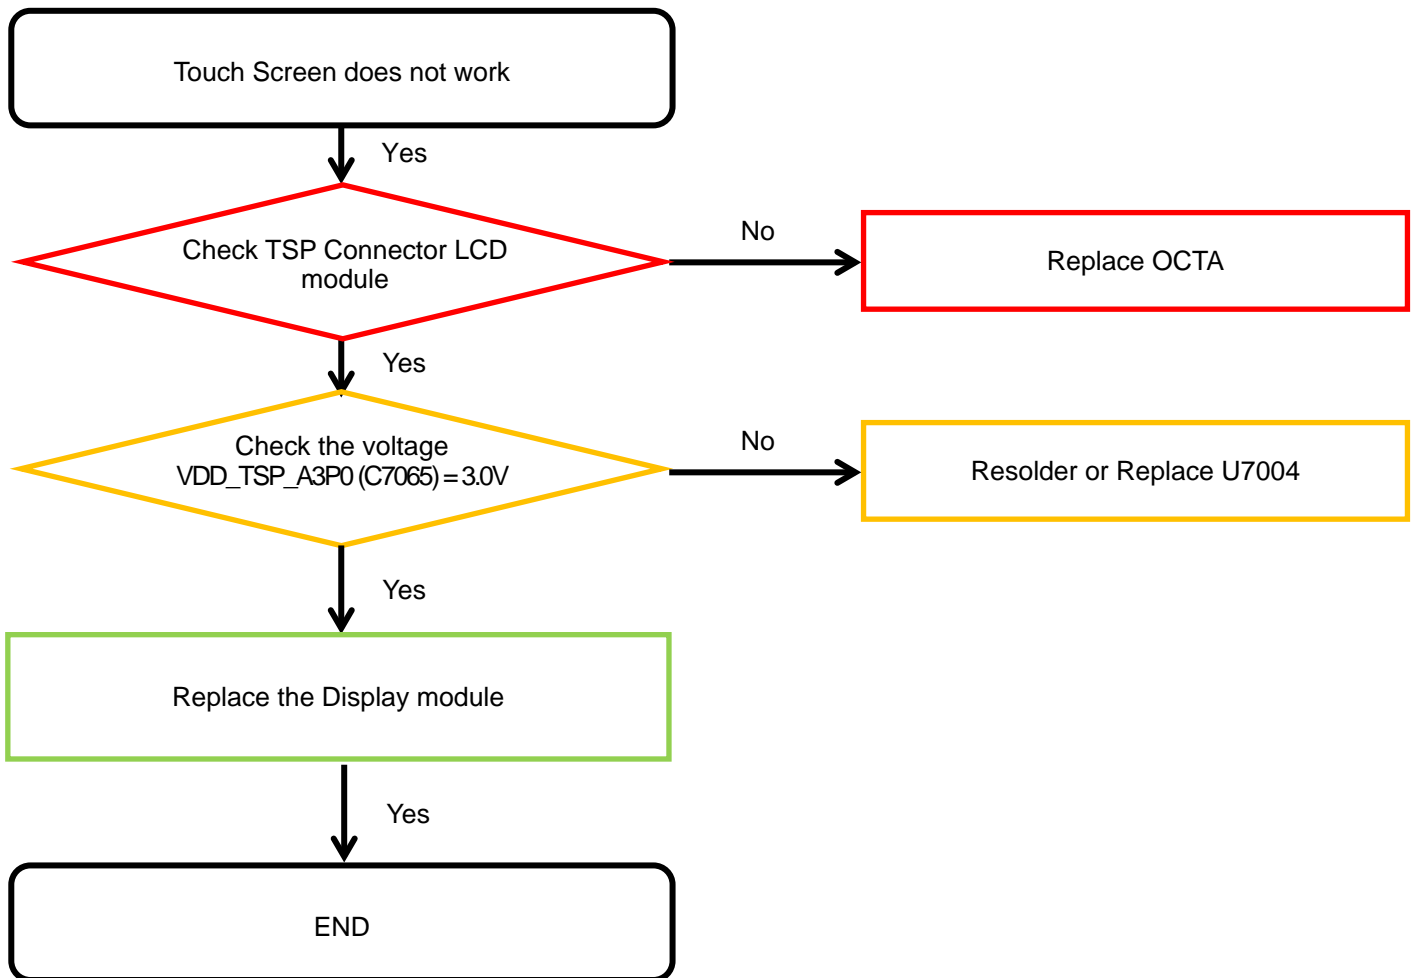 Touch Screen does not work
Yes
Check TSP Connector LCD
module
No
Replace OCTA
Yes
Check the voltage
VDD_TSP_A3P0 (C7065) = 3.0V
No
Resolder or Replace U7004
Yes
Replace the Display module
Yes
END